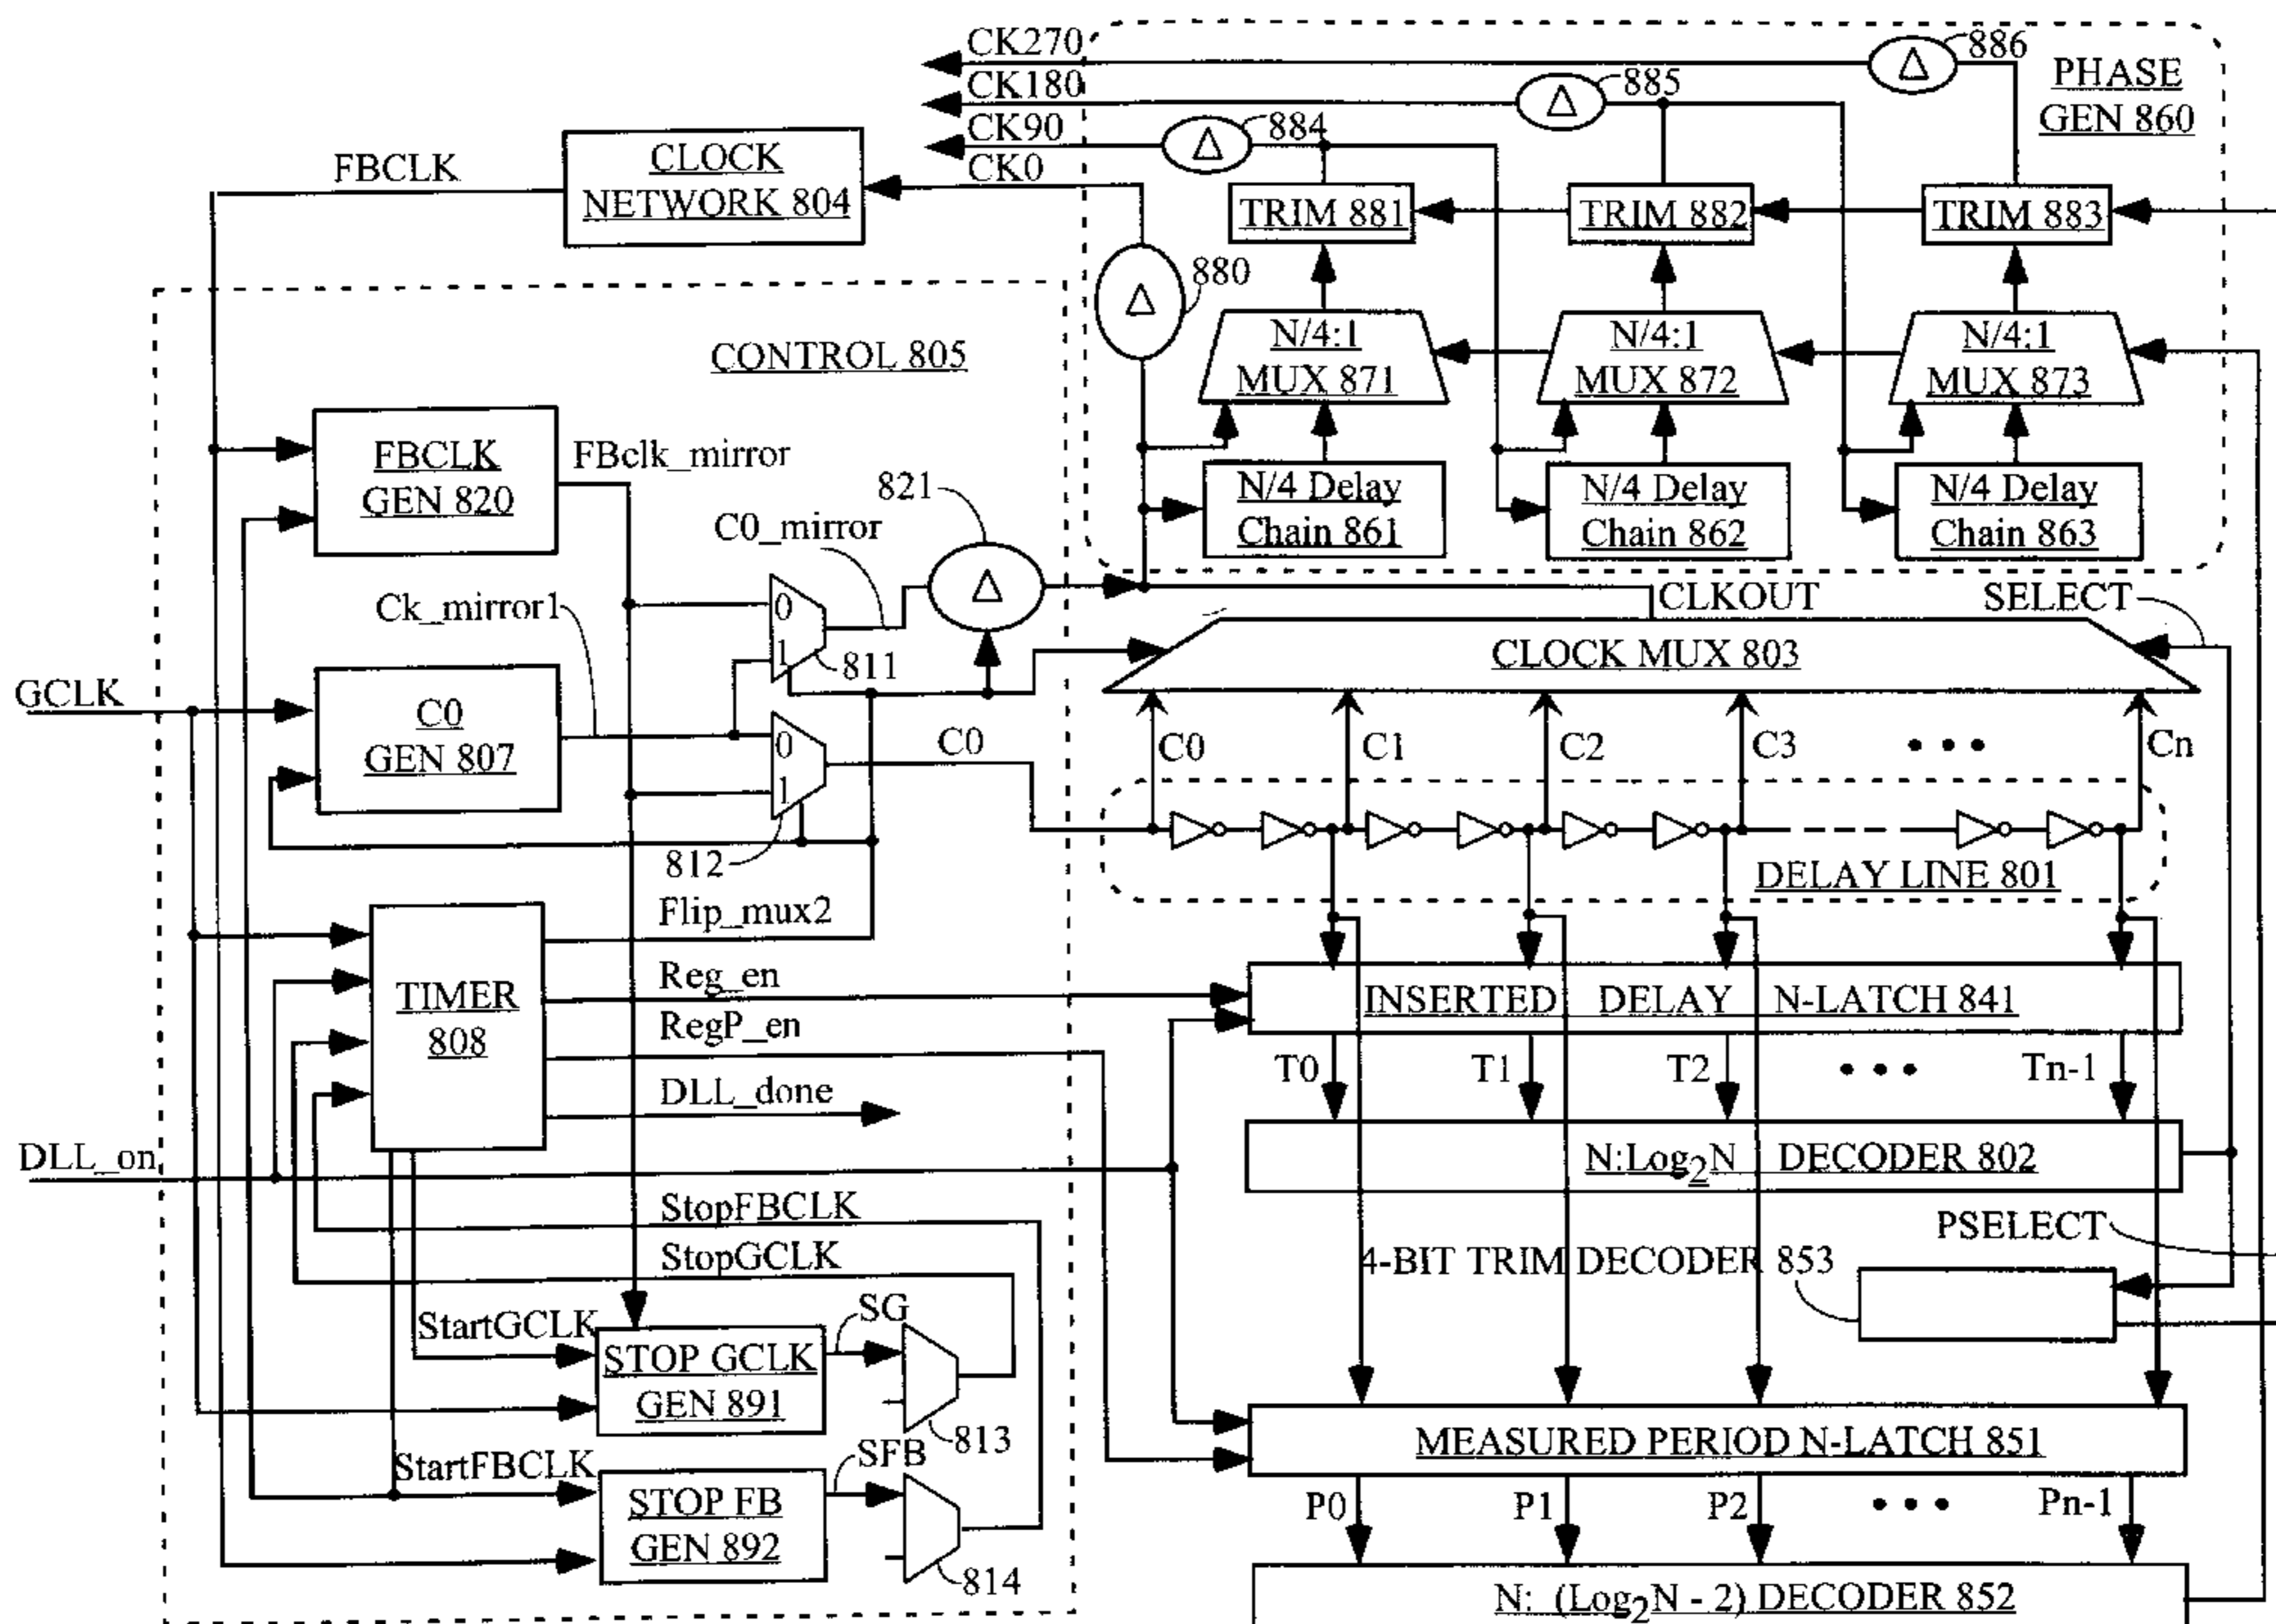 CK270
886
PHASE
GEN 860
CK180
885
CK90
884
CK0
Δ
Δ
Δ
FBCLK
CLOCK
NETWORK 804
TRIM 881
TRIM 882
TRIM 883
880
Δ
CONTROL 805
N/4:1
MUX 871
N/4:1
MUX 872
N/4:1
MUX 873
FBCLK
GEN 820
FBclk_mirror
821
N/4 Delay
Chain 861
N/4 Delay
Chain 862
N/4 Delay
Chain 863
C0_mirror
Δ
Ck_mirror1
0
1
811
CLKOUT
SELECT
CLOCK MUX 803
GCLK
C0
GEN 807
0
1
812
C0
C0
C1
C2
C3
• • •
Cn
DELAY LINE 801
Flip_mux2
TIMER
808
Reg_en
RegP_en
DLL_done
INSERTED DELAY N-LATCH 841
T0
T1
T2
• • •
Tn-1
DLL_on
N:Log2N DECODER 802
StopFBCLK
StopGCLK
PSELECT
4-BIT TRIM DECODER 853
StartGCLK
STOP GCLK
GEN 891
SG
813
MEASURED PERIOD N-LATCH 851
StartFBCLK
STOP FB
GEN 892
SFB
814
P0
P1
P2
• • •
Pn-1
N: (Log2N - 2) DECODER 852